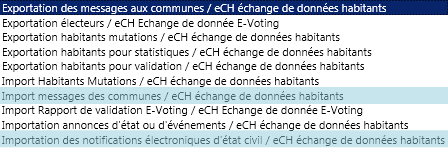 Exportation des messages aux communes / eCH échange de données habitants
Exportation électeurs / eCH Echange de donnée E-Voting
Exportation habitants mutations / eCH échange de données habitants
Exportation habitants pour statistiques / eCH échange de données habitants
Exportation habitants pour validation / eCH échange de données habitants
Import Habitants Mutations / eCH échange de données habitants
Import messages des communes / eCH échange de données habitants
Import Rapport de validation E-Voting / eCH Echange de donnée E-Voting
Importation annonces d'état ou d'événements / eCH échange de données habitants
Importation des notifications électroniques d'état civil / eCH échange de données habitants